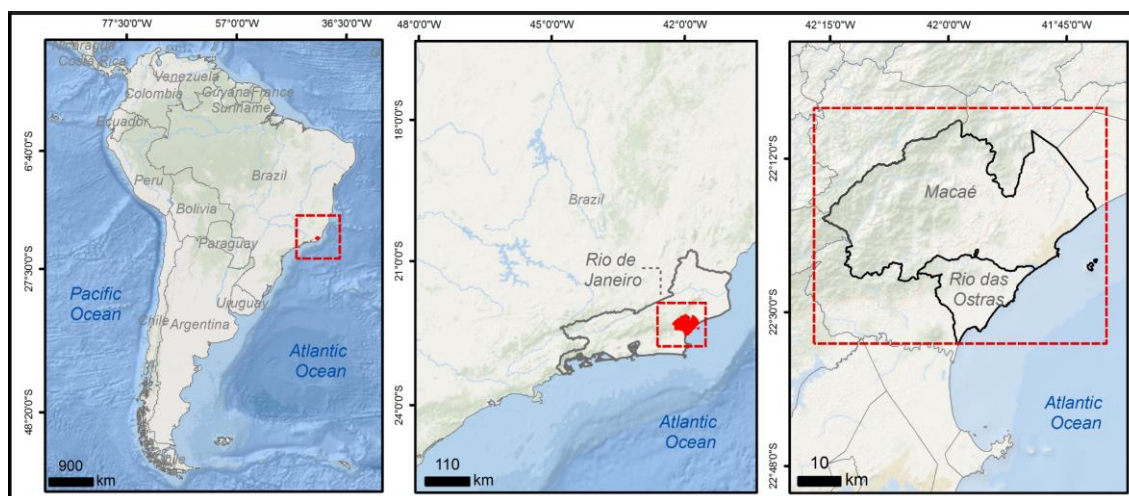 77°30'0"W 57°0'0"W 36°30'0"W
6°40'0"S
27°30'0"S
48°20'0"S
Nicaragua
Costa Rica
Venezuela
Colombia
Guyana
France
Suriname
Ecuador
Peru
Brazil
Bolivia
Paraguay
Uruguay
Chile
Argentina
Pacific
Ocean
Atlantic
Ocean
900
km
48°0'0"W 45°0'0"W 42°0'0"W
18°0'0"S
21°0'0"S
24°0'0"S
Brazil
Rio de
Janeiro
Atlantic
Ocean
110
km
42°15'0"W 42°0'0"W 41°45'0"W
22°12'0"S
22°30'0"S
22°48'0"S
Macaé
Rio das
Ostras
Atlantic
Ocean
10
km